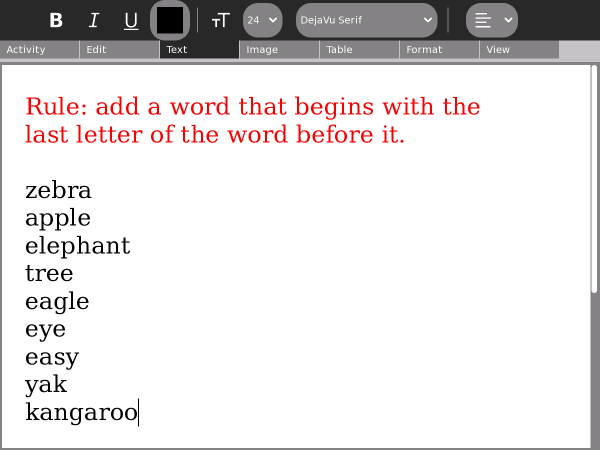 B I U TT 24 DejaVu Serif
Activity Edit Text Image Table Format View
Rule: add a word that begins with the
last letter of the word before it.
zebra
apple
elephant
tree
eagle
eye
easy
yak
kangaroo